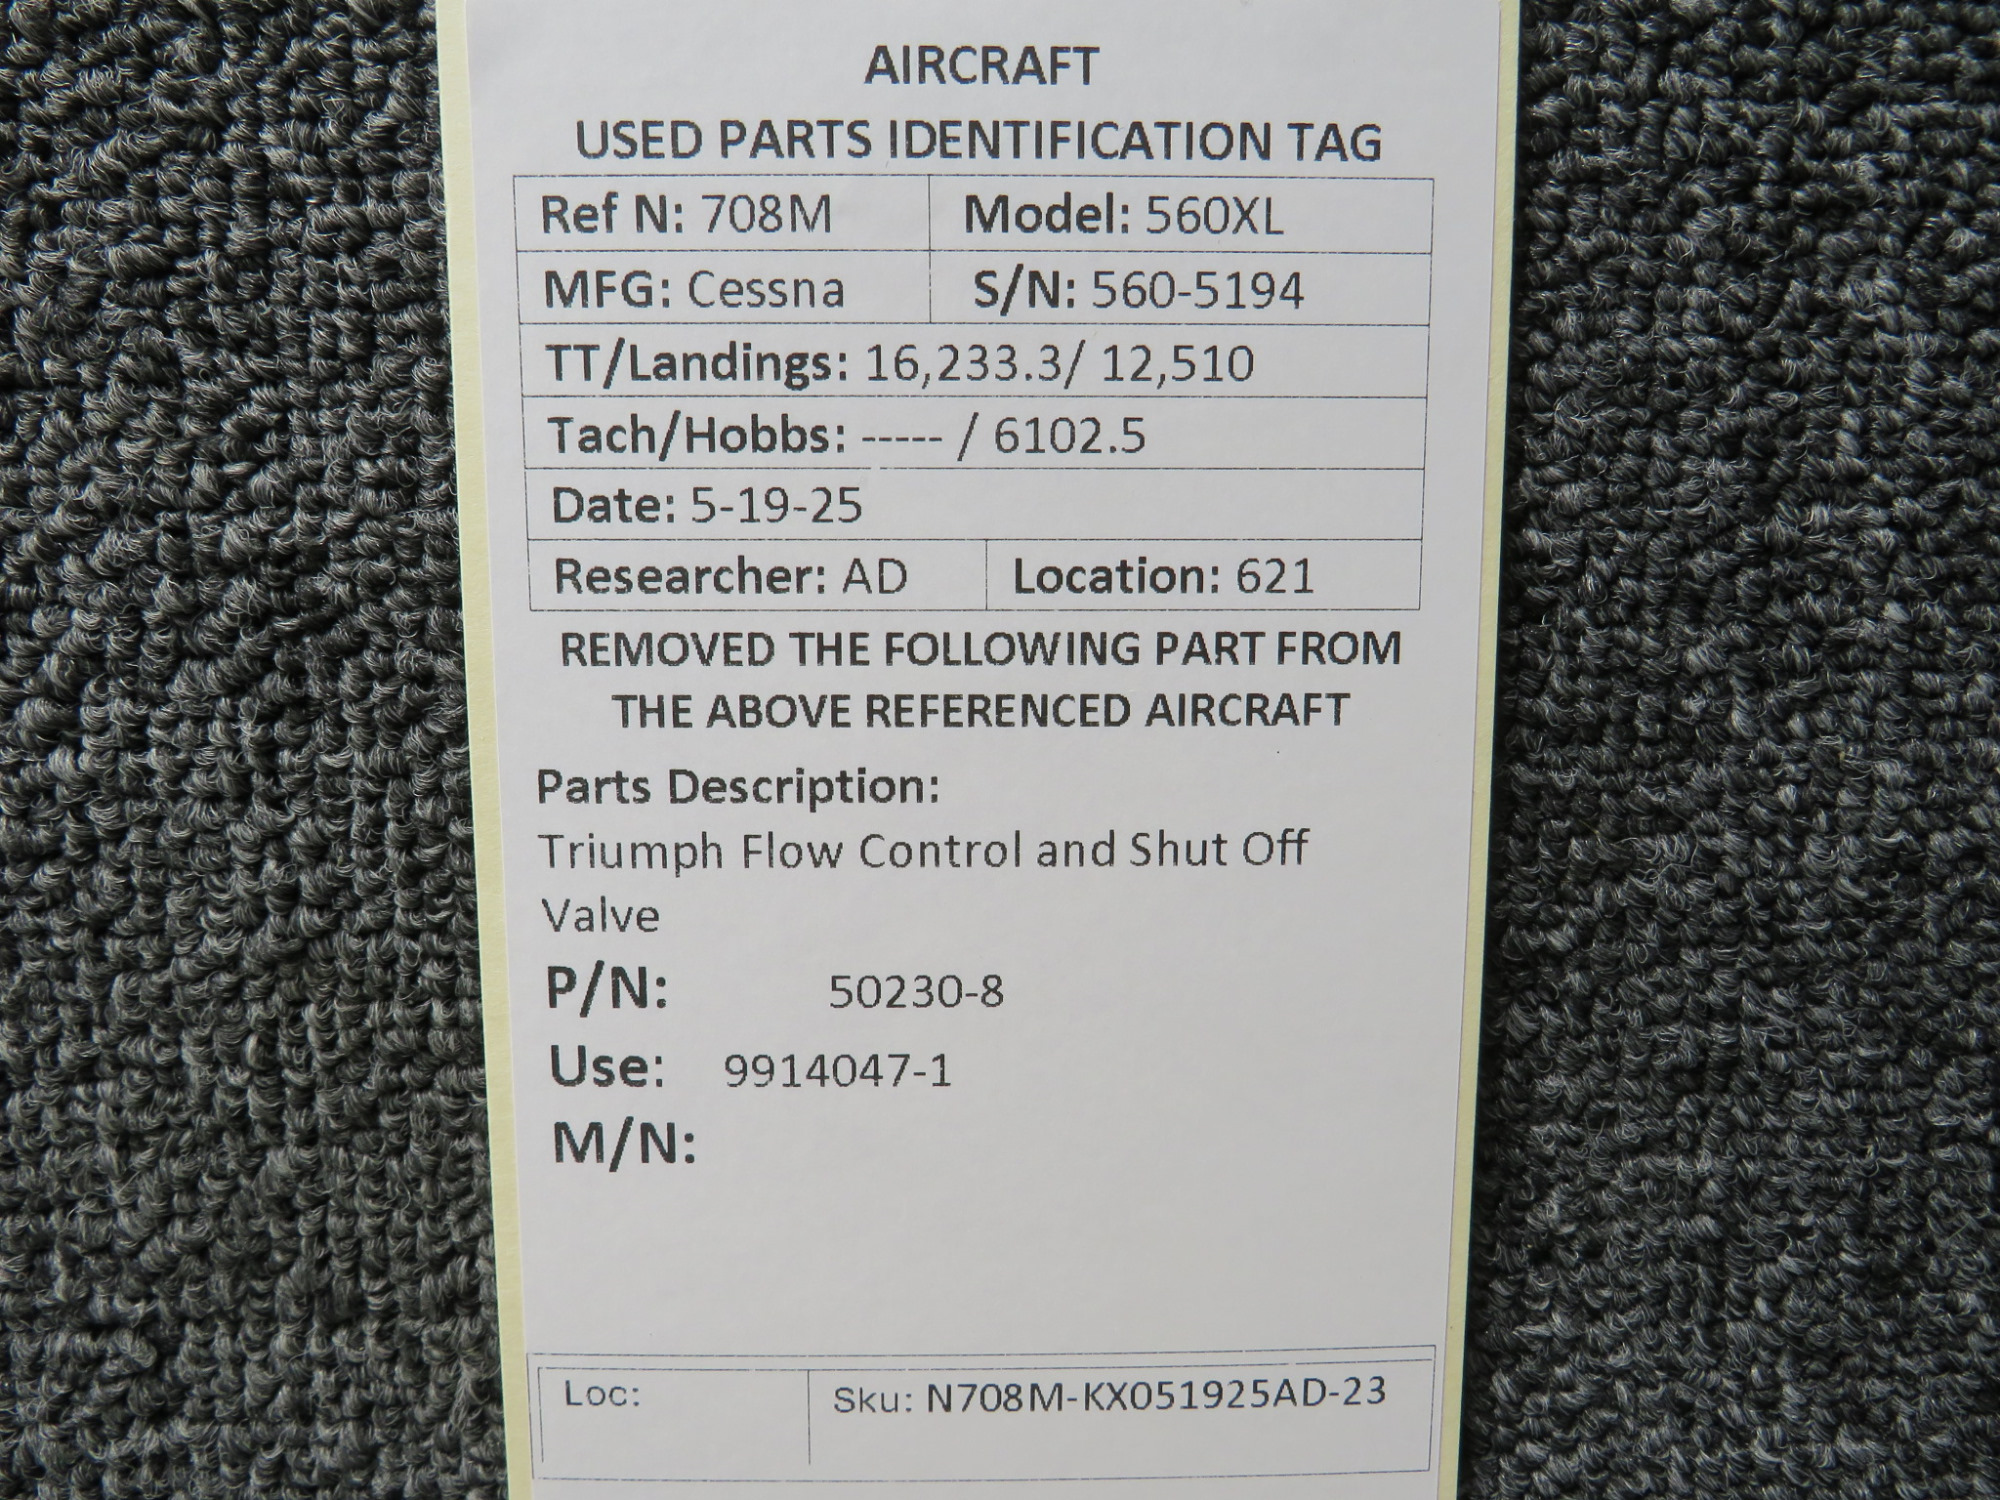 AIRCRAFT
USED PARTS IDENTIFICATION TAG
Ref N: 708M Model: 560XL
MFG: Cessna S/N: 560-5194
TT/Landings: 16,233.3/ 12,510
Tach/Hobbs: ----- / 6102.5
Date: 5-19-25
Researcher: AD Location: 621
REMOVED THE FOLLOWING PART FROM
THE ABOVE REFERENCED AIRCRAFT
Parts Description:
Triumph Flow Control and Shut Off
Valve
P/N: 50230-8
Use: 9914047-1
M/N:
Loc: Sku: N708M-KX051925AD-23